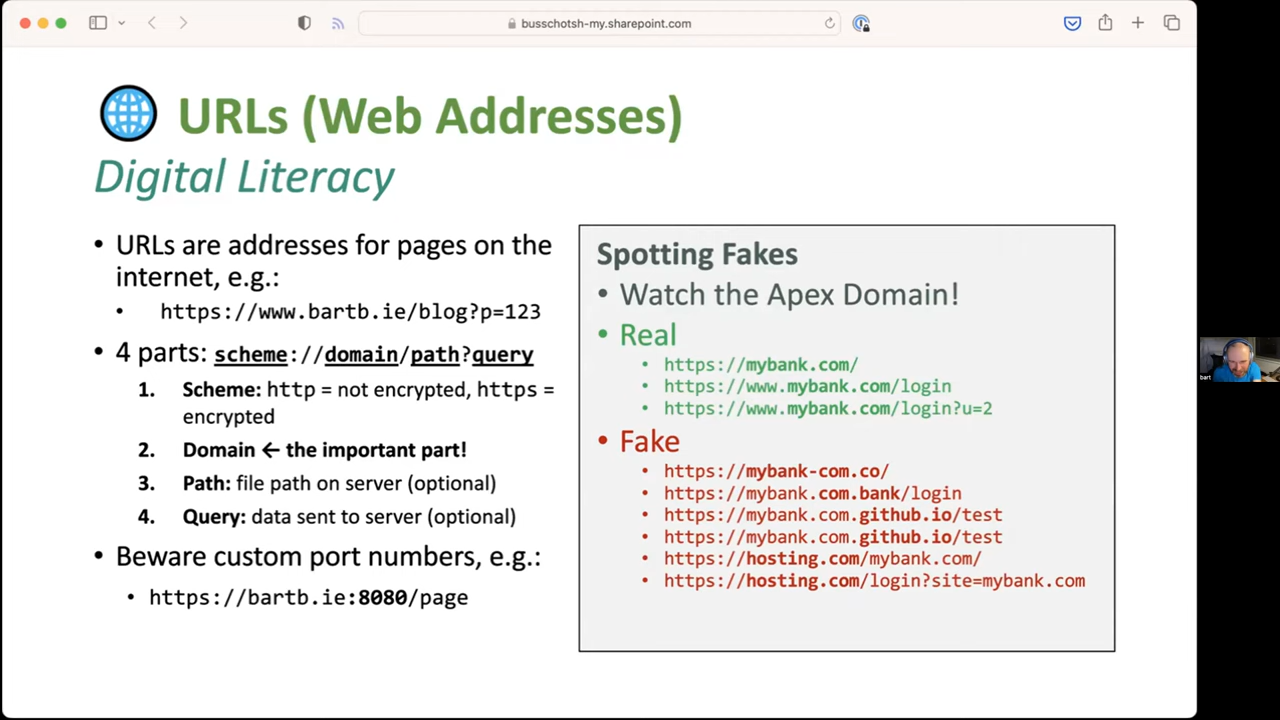 busschotsh-my.sharepoint.com
URLs (Web Addresses)
Digital Literacy
• URLs are addresses for pages on the
internet, e.g.:
• https://www.bartb.ie/blog?p=123
• 4 parts: scheme://domain/path?query
1. Scheme: http = not encrypted, https =
encrypted
2. Domain ← the important part!
3. Path: file path on server (optional)
4. Query: data sent to server (optional)
• Beware custom port numbers, e.g.:
• https://bartb.ie:8080/page
Spotting Fakes
• Watch the Apex Domain!
• Real
• https://mybank.com/
• https://www.mybank.com/login
• https://www.mybank.com/login?u=2
• Fake
• https://mybank-com.co/
• https://mybank.com.bank/login
• https://mybank.com.github.io/test
• https://mybank.com.github.io/test
• https://hosting.com/mybank.com/
• https://hosting.com/login?site=mybank.com
bart